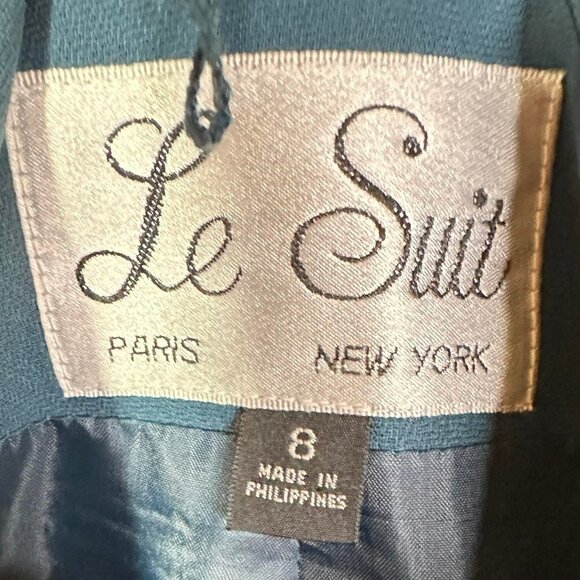 Le Suit
PARIS NEW YORK
8
MADE IN
PHILIPPINES